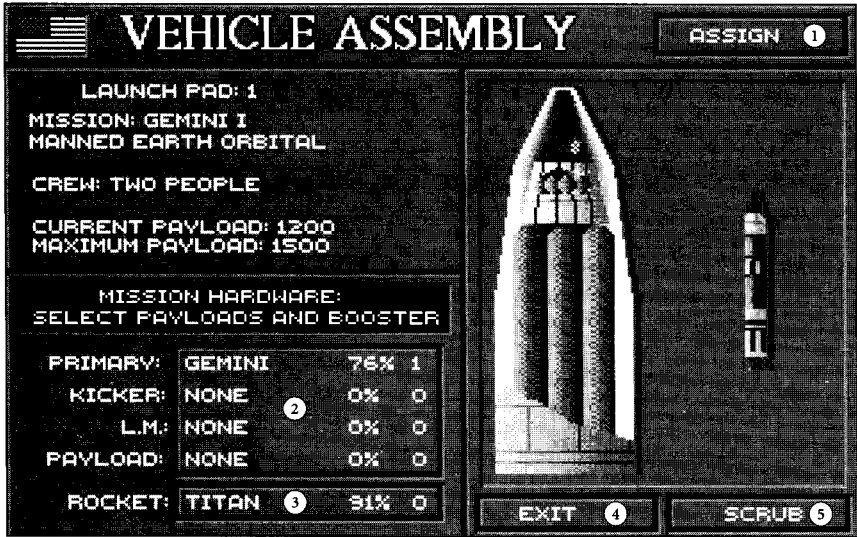 VEHICLE ASSEMBLY
ASSIGN 1
LAUNCH PAD: 1
MISSION: GEMINI I
MANNED EARTH ORBITAL
CREW: TWO PEOPLE
CURRENT PAYLOAD: 1200
MAXIMUM PAYLOAD: 1500
MISSION HARDWARE:
SELECT PAYLOADS AND BOOSTER
PRIMARY: GEMINI 76% 1
KICKER: NONE 0% 0
2
L.M.: NONE 0% 0
PAYLOAD: NONE 0% 0
ROCKET: TITAN 3 91% 0
EXIT 4
SCRUB 5